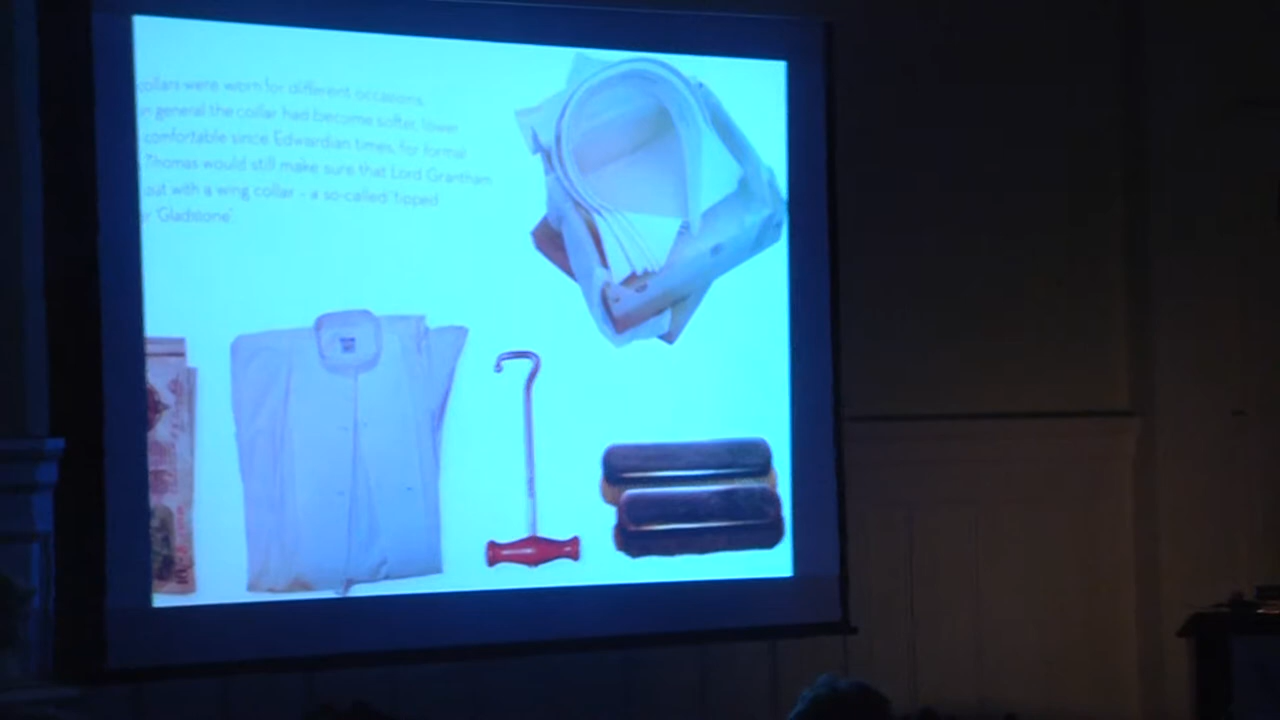 collars were worn for different occasions.
in general the collar had become softer, lower
comfortable since Edwardian times, for formal
Thomas would still make sure that Lord Grantham
out with a wing collar – a so-called 'tipped
'Gladstone'